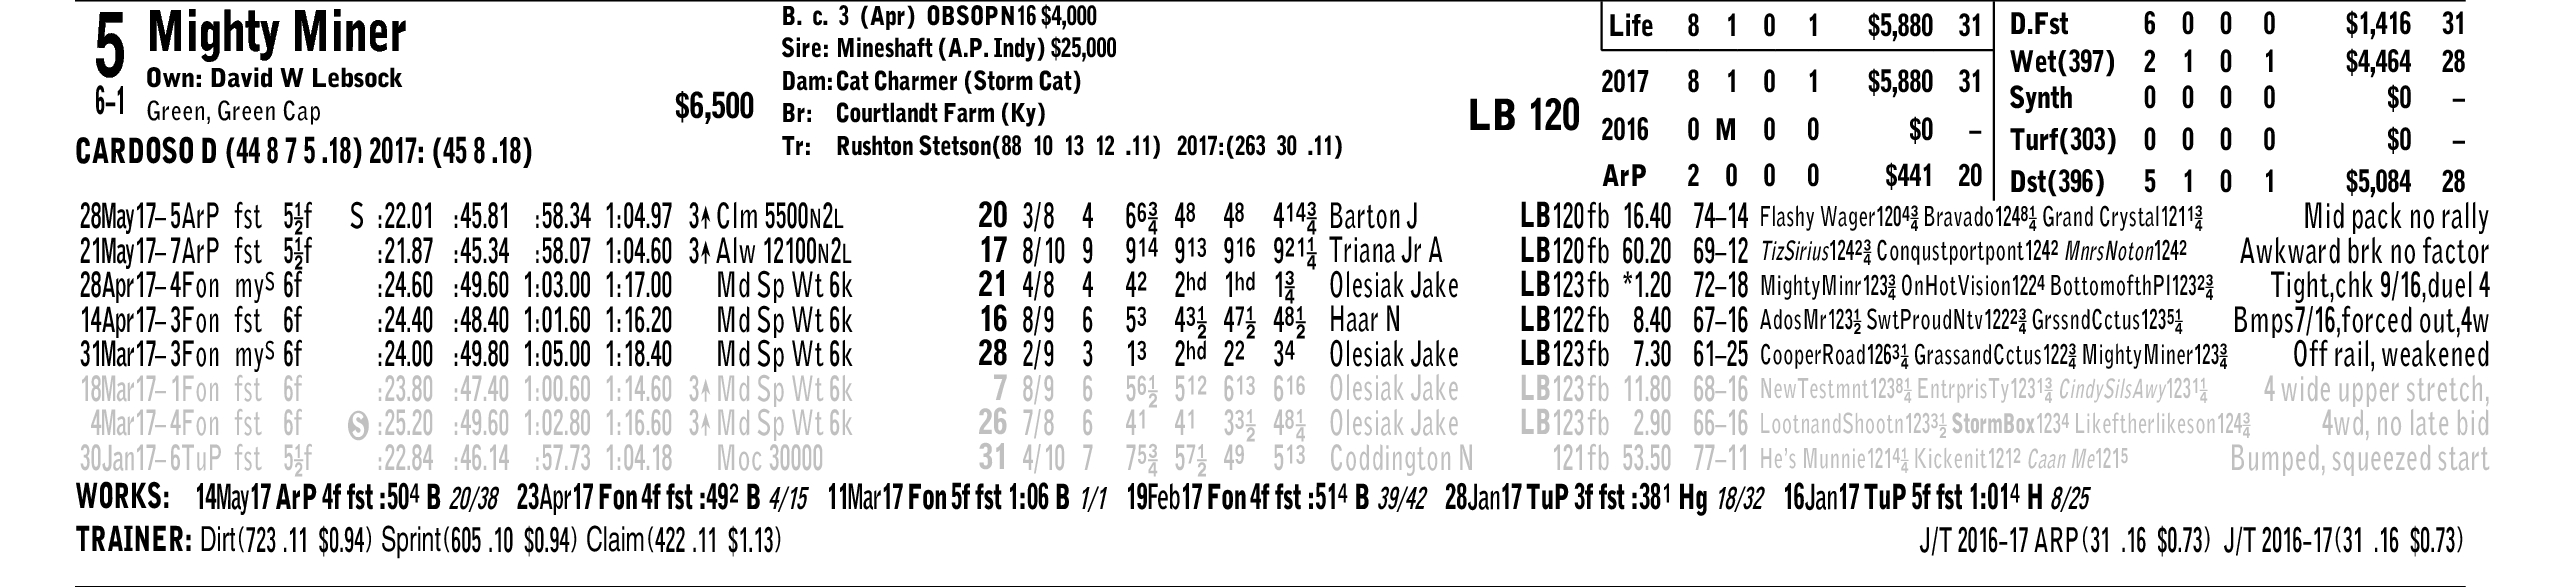 5 Mighty Miner
Own: David W Lebsock
6–1 Green, Green Cap
CARDOSO D (44 8 7 5 .18) 2017: (45 8 .18)
$6,500
B. c. 3 (Apr) OBSOPN16 $4,000
Sire: Mineshaft (A.P. Indy) $25,000
Dam: Cat Charmer (Storm Cat)
Br: Courtlandt Farm (Ky)
Tr: Rushton Stetson(88 10 13 12 .11) 2017:(263 30 .11)
LB 120
Life 8 1 0 1 $5,880 31
2017 8 1 0 1 $5,880 31
2016 0 M 0 0 $0 –
ArP 2 0 0 0 $441 20
D.Fst 6 0 0 0 $1,416 31
Wet(397) 2 1 0 1 $4,464 28
Synth 0 0 0 0 $0 –
Turf(303) 0 0 0 0 $0 –
Dst(396) 5 1 0 1 $5,084 28
28May17–5ArP fst 5½f S :22.01 :45.81 :58.34 1:04.97 3↑ Clm 5500N2L 20 3/8 4 6⁶¾ 4⁸ 4⁸ 4¹⁴¾ Barton J LB120fb 16.40 74–14 Flashy Wager120⁴¾ Bravado124⁸¼ Grand Crystal121¹¾ Mid pack no rally
21May17–7ArP fst 5½f :21.87 :45.34 :58.07 1:04.60 3↑ Alw 12100N2L 17 8/10 9 9¹⁴ 9¹³ 9¹⁶ 9²¹¼ Triana Jr A LB120fb 60.20 69–12 TizSirius124²¾ Conqustportpont124² MnrsNoton124² Awkward brk no factor
28Apr17–4Fon myS 6f :24.60 :49.60 1:03.00 1:17.00 Md Sp Wt 6k 21 4/8 4 4² 2hd 1hd 1¾ Olesiak Jake LB123fb *1.20 72–18 MightyMinr123¾ OnHotVision122⁴ BottomofthPl123²¾ Tight,chk 9/16,duel 4
14Apr17–3Fon fst 6f :24.40 :48.40 1:01.60 1:16.20 Md Sp Wt 6k 16 8/9 6 5³ 4³½ 4⁷½ 4⁸½ Haar N LB122fb 8.40 67–16 AdosMr123½ SwtProudNtv122²¾ GrssndCctus123⁵¼ Bmps7/16,forced out,4w
31Mar17–3Fon myS 6f :24.00 :49.80 1:05.00 1:18.40 Md Sp Wt 6k 28 2/9 3 1³ 2hd 2² 3⁴ Olesiak Jake LB123fb 7.30 61–25 CooperRoad126³¼ GrassandCctus122¾ MightyMiner123¾ Off rail, weakened
18Mar17–1Fon fst 6f :23.80 :47.40 1:00.60 1:14.60 3↑ Md Sp Wt 6k 7 8/9 6 5⁶½ 5¹² 6¹³ 6¹⁶ Olesiak Jake LB123fb 11.80 68–16 NewTestmnt123⁸¼ EntrprisTy123¹¾ CindySilsAwy123¹¼ 4 wide upper stretch,
4Mar17–4Fon fst 6f S :25.20 :49.60 1:02.80 1:16.60 3↑ Md Sp Wt 6k 26 7/8 6 4¹ 4¹ 3³½ 4⁸¼ Olesiak Jake LB123fb 2.90 66–16 LootnandShootn123³½ StormBox123⁴ Likeftherlikeson124¾ 4wd, no late bid
30Jan17–6TuP fst 5½f :22.84 :46.14 :57.73 1:04.18 Moc 30000 31 4/10 7 7⁵¾ 5⁷½ 4⁹ 5¹³ Coddington N 121fb 53.50 77–11 He's Munnie121⁴¼ Kickenit121² Caan Me121⁵ Bumped, squeezed start
WORKS: 14May17 ArP 4f fst :50⁴ B 20/38 23Apr17 Fon 4f fst :49² B 4/15 11Mar17 Fon 5f fst 1:06 B 1/1 19Feb17 Fon 4f fst :51⁴ B 39/42 28Jan17 TuP 3f fst :38¹ Hg 18/32 16Jan17 TuP 5f fst 1:01⁴ H 8/25
TRAINER: Dirt(723 .11 $0.94) Sprint(605 .10 $0.94) Claim(422 .11 $1.13) J/T 2016–17 ARP(31 .16 $0.73) J/T 2016–17(31 .16 $0.73)